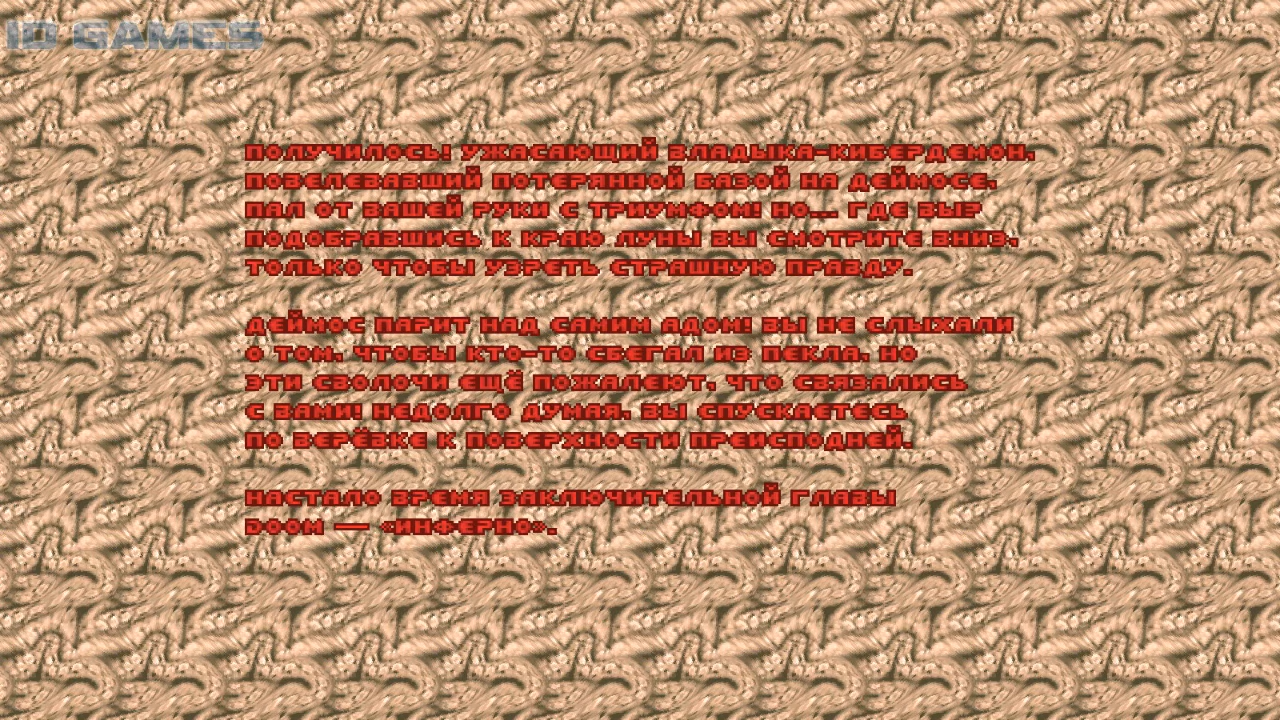 ID GAMES
ПОЛУЧИЛОСЬ! УЖАСАЮЩИЙ ВЛАДЫКА-КИБЕРДЕМОН,
ПОВЕЛЕВАВШИЙ ПОТЕРЯННОЙ БАЗОЙ НА ДЕЙМОСЕ,
ПАЛ ОТ ВАШЕЙ РУКИ С ТРИУМФОМ! НО... ГДЕ ВЫ?
ПОДОБРАВШИСЬ К КРАЮ ЛУНЫ ВЫ СМОТРИТЕ ВНИЗ,
ТОЛЬКО ЧТОБЫ УЗРЕТЬ СТРАШНУЮ ПРАВДУ.
ДЕЙМОС ПАРИТ НАД САМИМ АДОМ! ВЫ НЕ СЛЫХАЛИ
О ТОМ, ЧТОБЫ КТО-ТО СБЕГАЛ ИЗ ПЕКЛА, НО
ЭТИ СВОЛОЧИ ЕЩЁ ПОЖАЛЕЮТ, ЧТО СВЯЗАЛИСЬ
С ВАМИ! НЕДОЛГО ДУМАЯ, ВЫ СПУСКАЕТЕСЬ
ПО ВЕРЁВКЕ К ПОВЕРХНОСТИ ПРЕИСПОДНЕЙ.
НАСТАЛО ВРЕМЯ ЗАКЛЮЧИТЕЛЬНОЙ ГЛАВЫ
DOOM — «ИНФЕРНО».